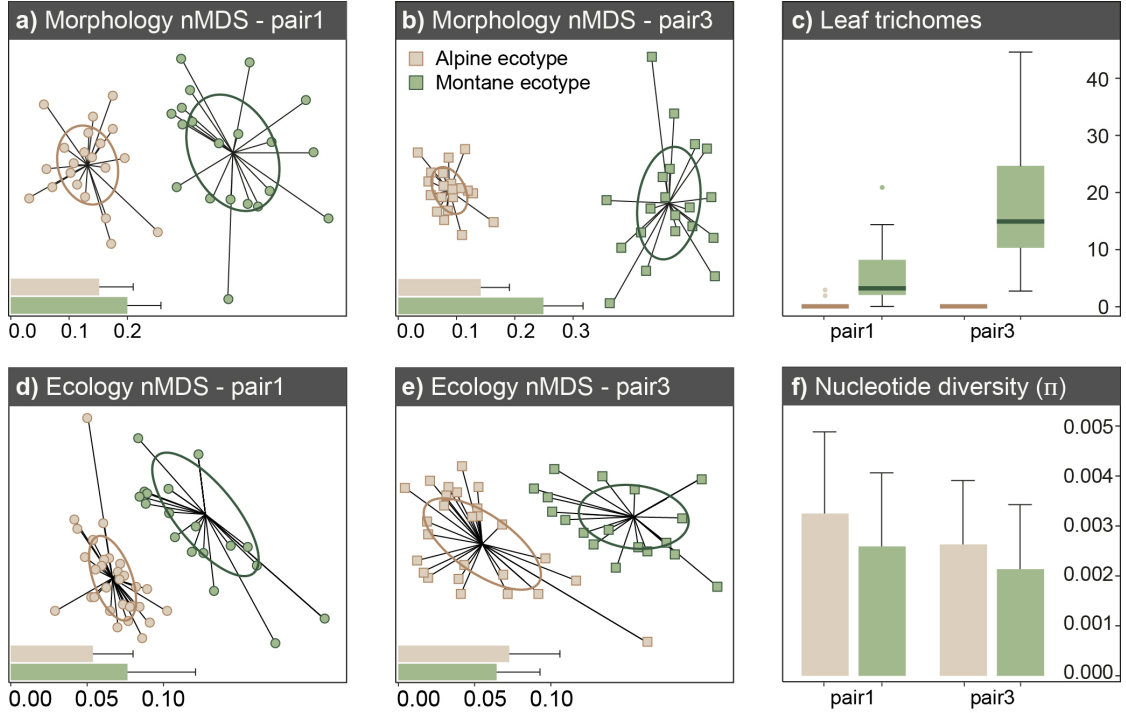 a) Morphology nMDS - pair1
b) Morphology nMDS - pair3
c) Leaf trichomes
Alpine ecotype
Montane ecotype
40
30
20
10
0
0.0 0.1 0.2
0.0 0.1 0.2 0.3
pair1 pair3
d) Ecology nMDS - pair1
e) Ecology nMDS - pair3
f) Nucleotide diversity (π)
0.005
0.004
0.003
0.002
0.001
0.000
0.00 0.05 0.10
0.00 0.05 0.10
pair1 pair3